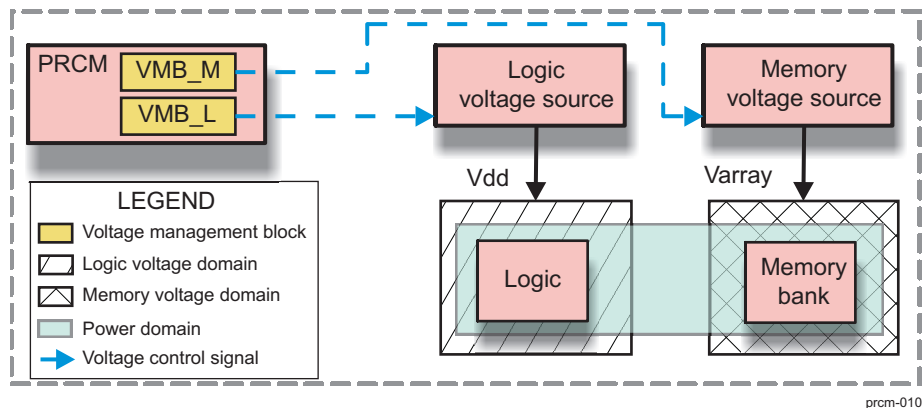 PRCM
VMB_M
VMB_L
Logic
voltage source
Memory
voltage source
Vdd
Varray
LEGEND
Voltage management block
Logic voltage domain
Memory voltage domain
Power domain
Voltage control signal
Logic
Memory
bank
prcm-010